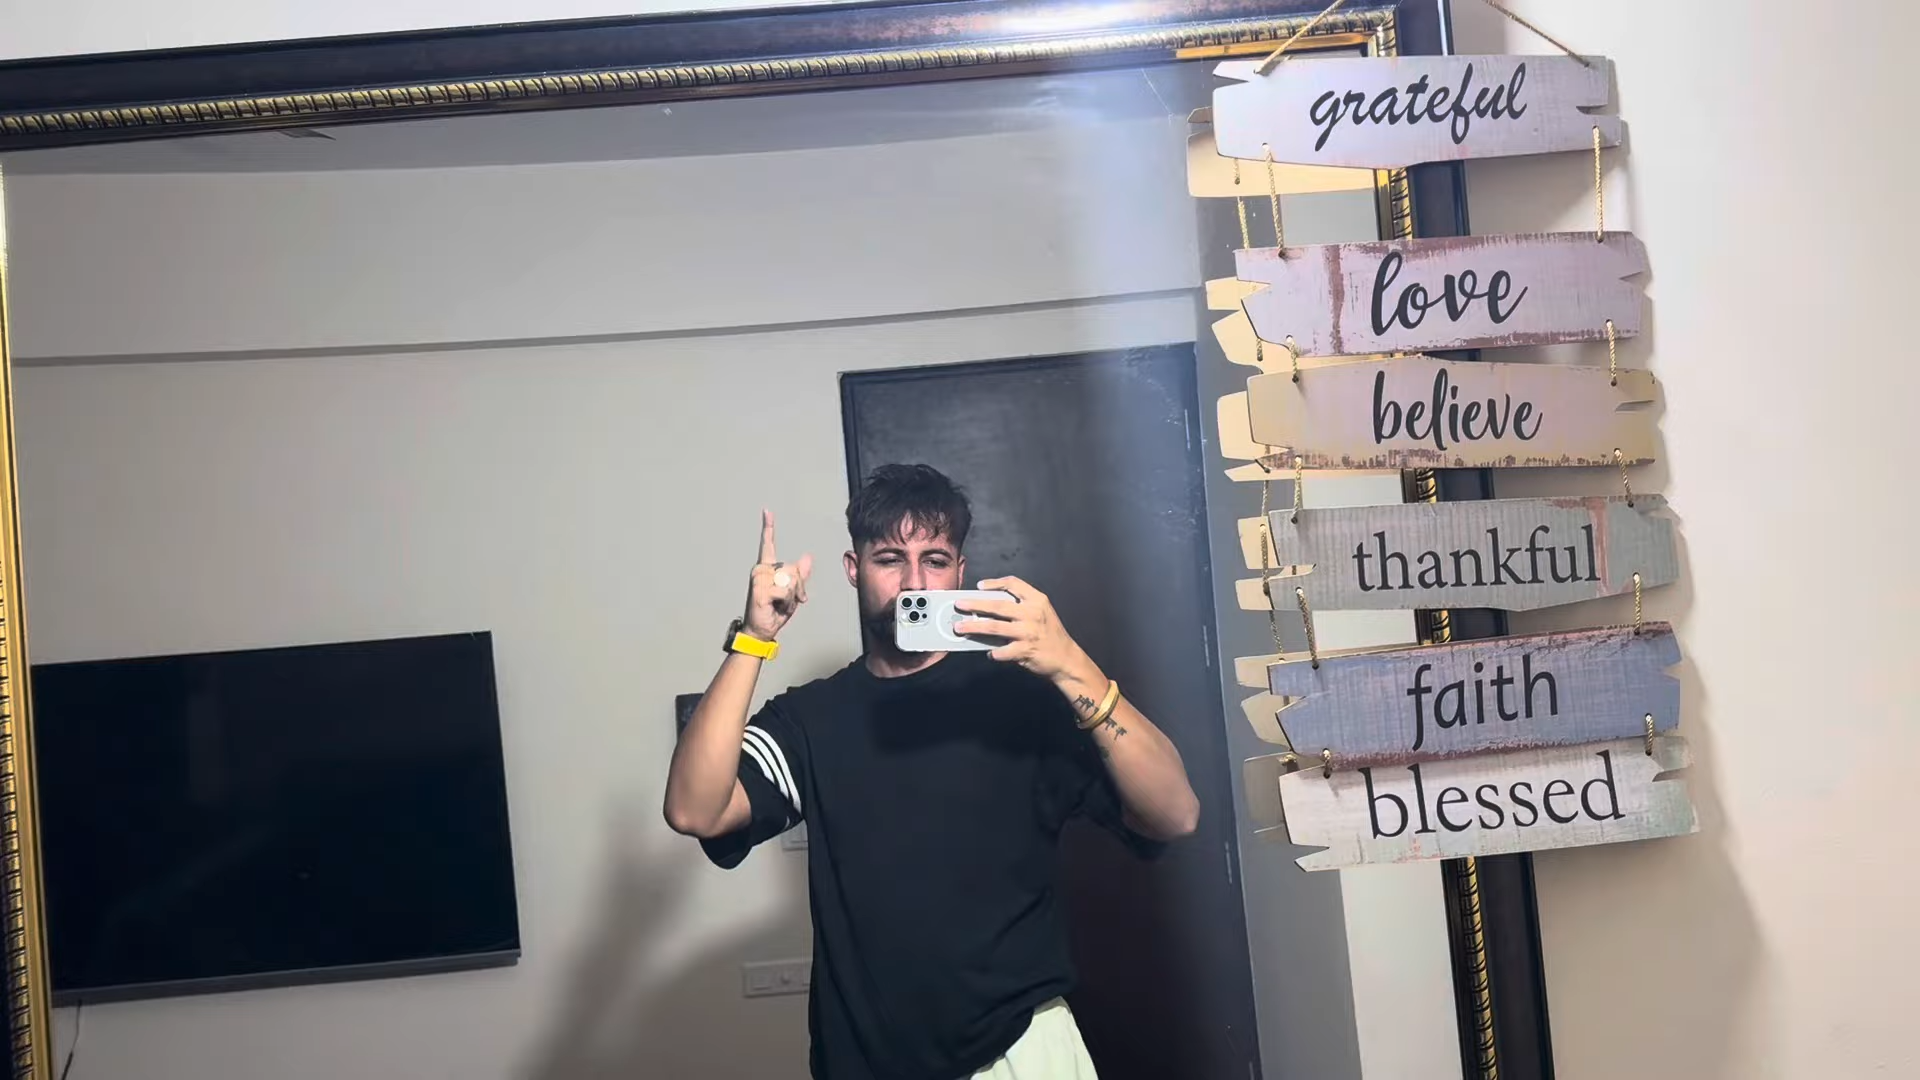 grateful
love
believe
thankful
faith
blessed